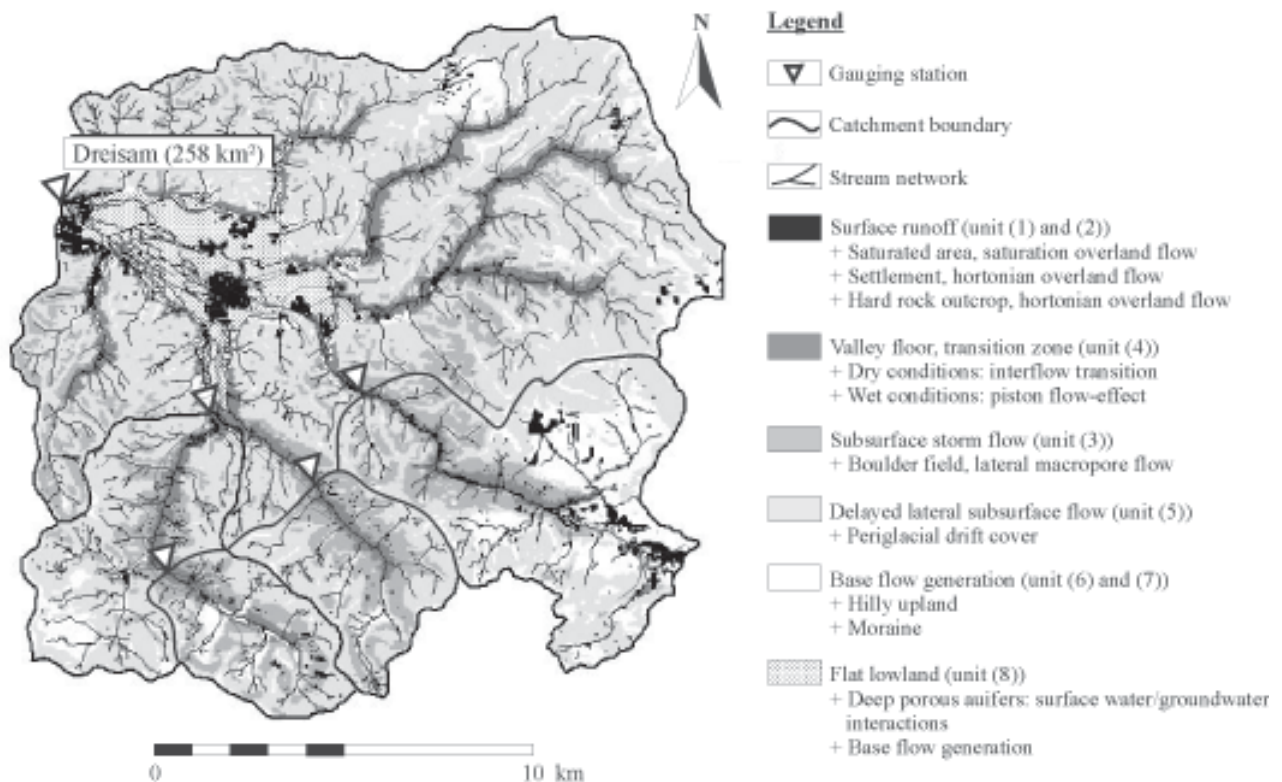 Legend
N
Gauging station
Dreisam (258 km²)
Catchment boundary
Stream network
Surface runoff (unit (1) and (2))
+ Saturated area, saturation overland flow
+ Settlement, hortonian overland flow
+ Hard rock outcrop, hortonian overland flow
Valley floor, transition zone (unit (4))
+ Dry conditions: interflow transition
+ Wet conditions: piston flow-effect
Subsurface storm flow (unit (3))
+ Boulder field, lateral macropore flow
Delayed lateral subsurface flow (unit (5))
+ Periglacial drift cover
Base flow generation (unit (6) and (7))
+ Hilly upland
+ Moraine
Flat lowland (unit (8))
+ Deep porous auifers: surface water/groundwater
interactions
+ Base flow generation
0 10 km